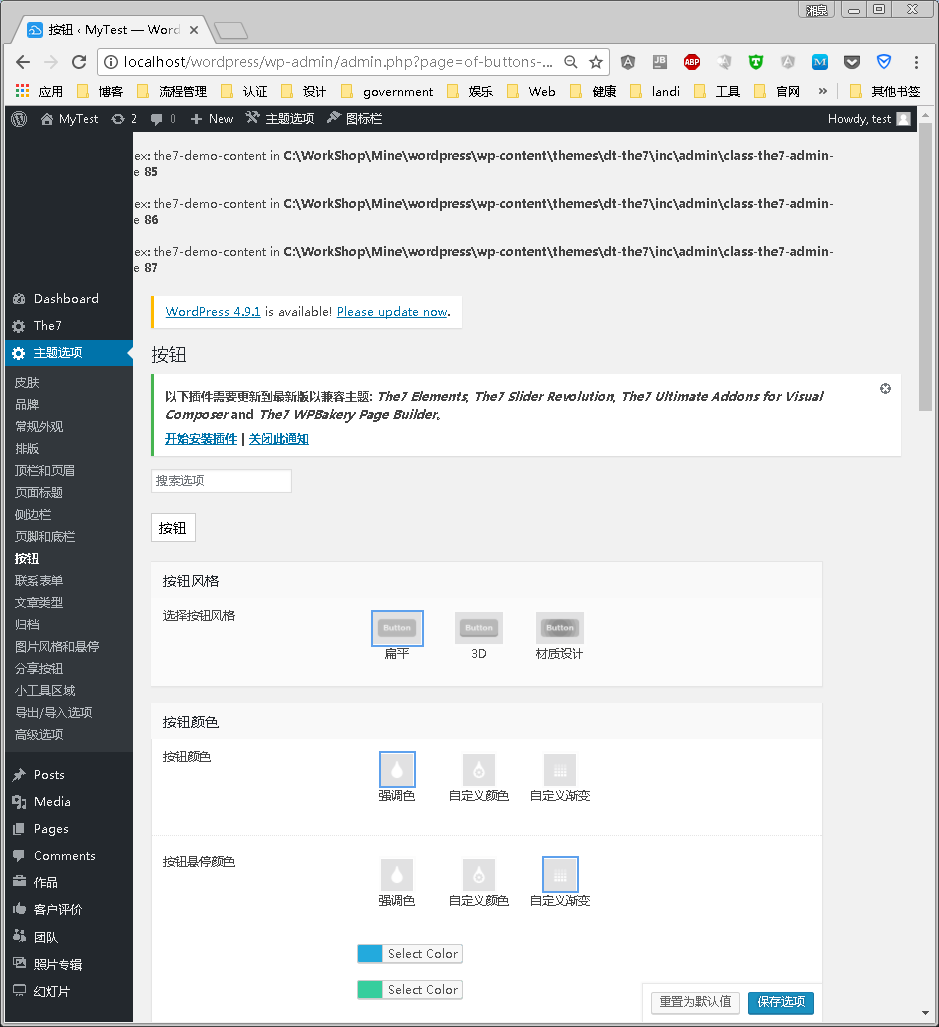 湘泉
按钮 ‹ MyTest — Word
localhost/wordpress/wp-admin/admin.php?page=of-buttons-...
应用 博客 流程管理 认证 设计 government 娱乐 Web 健康 landi 工具 官网 » 其他书签
MyTest 2 0 New 主题选项 图标栏 Howdy, test
ex: the7-demo-content in C:\WorkShop\Mine\wordpress\wp-content\themes\dt-the7\inc\admin\class-the7-admin-
e 85
ex: the7-demo-content in C:\WorkShop\Mine\wordpress\wp-content\themes\dt-the7\inc\admin\class-the7-admin-
e 86
ex: the7-demo-content in C:\WorkShop\Mine\wordpress\wp-content\themes\dt-the7\inc\admin\class-the7-admin-
e 87
Dashboard
The7
主题选项
皮肤
品牌
常规外观
排版
顶栏和页眉
页面标题
侧边栏
页脚和底栏
按钮
联系表单
文章类型
归档
图片风格和悬停
分享按钮
小工具区域
导出/导入选项
高级选项
Posts
Media
Pages
Comments
作品
客户评价
团队
照片专辑
幻灯片
WordPress 4.9.1 is available! Please update now.
按钮
以下插件需要更新到最新版以兼容主题: The7 Elements, The7 Slider Revolution, The7 Ultimate Addons for Visual
Composer and The7 WPBakery Page Builder。
开始安装插件 | 关闭此通知
搜索选项
按钮
按钮风格
选择按钮风格
Button Button Button
扁平 3D 材质设计
按钮颜色
按钮颜色
强调色 自定义颜色 自定义渐变
按钮悬停颜色
强调色 自定义颜色 自定义渐变
Select Color
Select Color
重置为默认值 保存选项